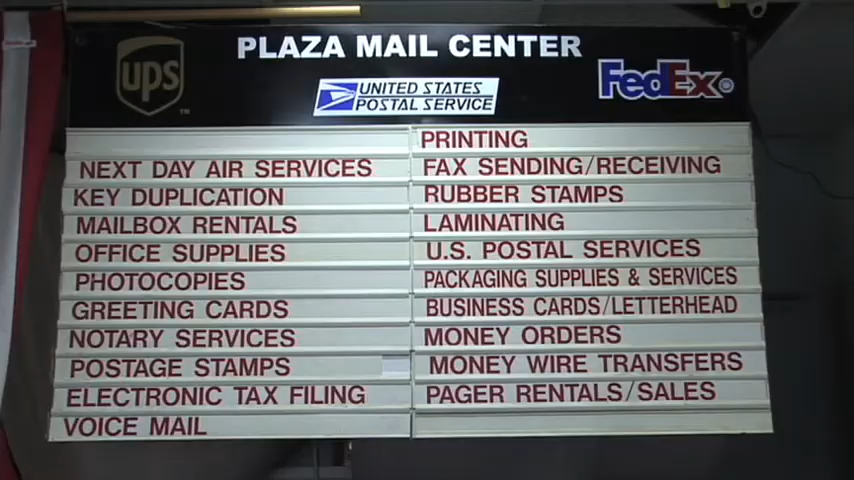 PLAZA MAIL CENTER
ups
UNITED STATES
POSTAL SERVICE
FedEx
NEXT DAY AIR SERVICES
KEY DUPLICATION
MAILBOX RENTALS
OFFICE SUPPLIES
PHOTOCOPIES
GREETING CARDS
NOTARY SERVICES
POSTAGE STAMPS
ELECTRONIC TAX FILING
VOICE MAIL
PRINTING
FAX SENDING/RECEIVING
RUBBER STAMPS
LAMINATING
U.S. POSTAL SERVICES
PACKAGING SUPPLIES & SERVICES
BUSINESS CARDS/LETTERHEAD
MONEY ORDERS
MONEY WIRE TRANSFERS
PAGER RENTALS/SALES